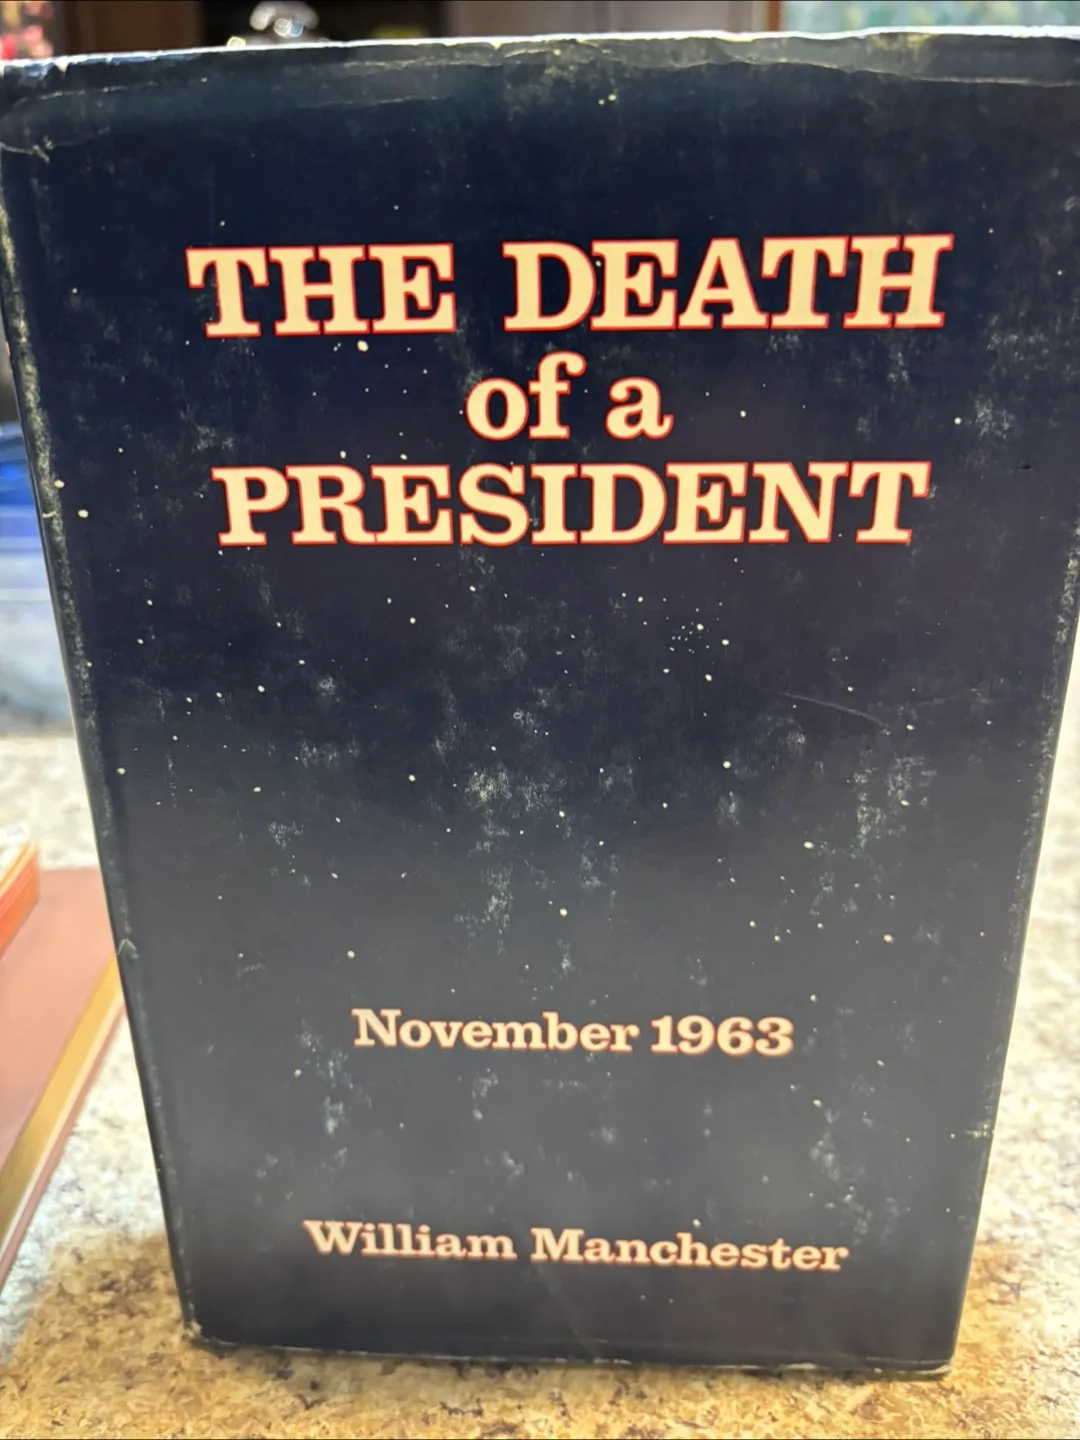 THE DEATH
of a
PRESIDENT
November 1963
William Manchester